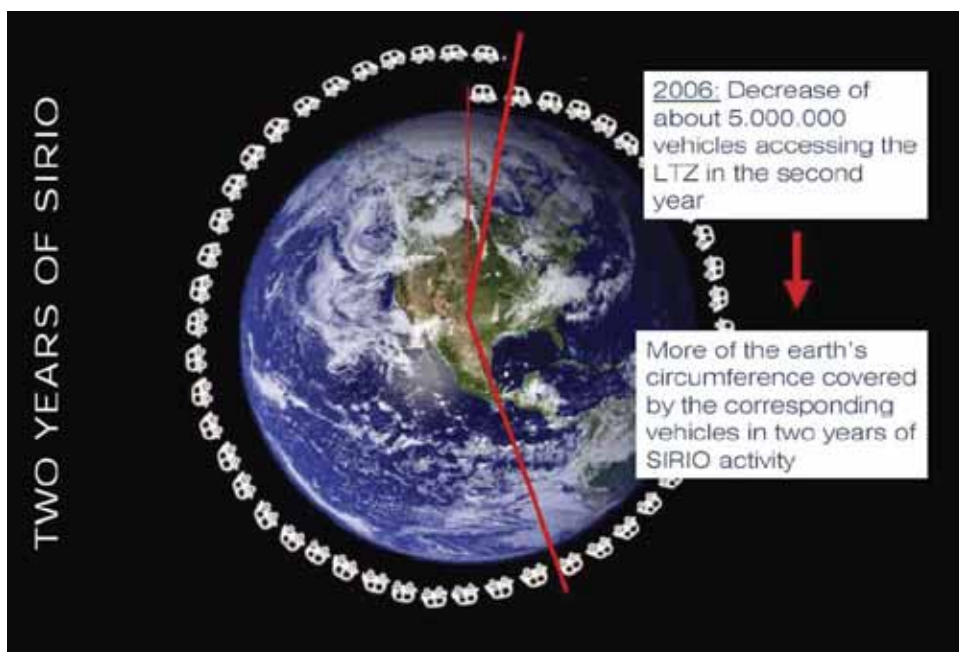 TWO YEARS OF SIRIO
2006: Decrease of
about 5.000.000
vehicles accessing the
LTZ in the second
year
More of the earth's
circumference covered
by the corresponding
vehicles in two years of
SIRIO activity